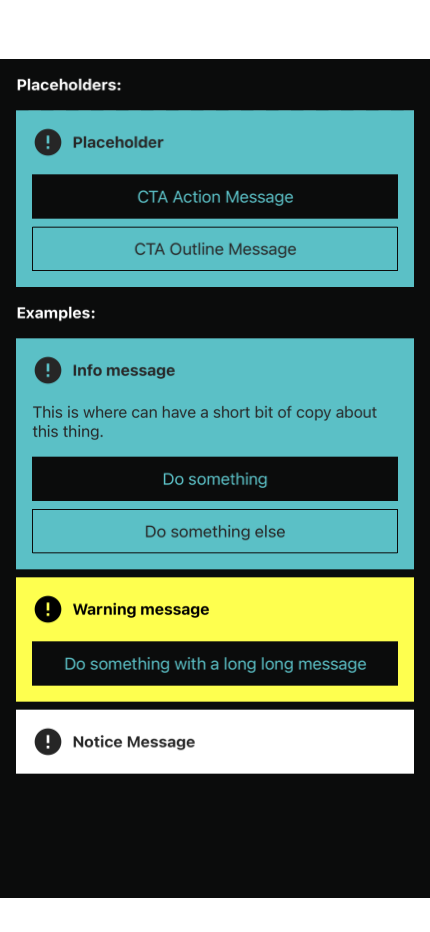 Placeholders:
Placeholder
CTA Action Message
CTA Outline Message
Examples:
Info message
This is where can have a short bit of copy about
this thing.
Do something
Do something else
Warning message
Do something with a long long message
Notice Message